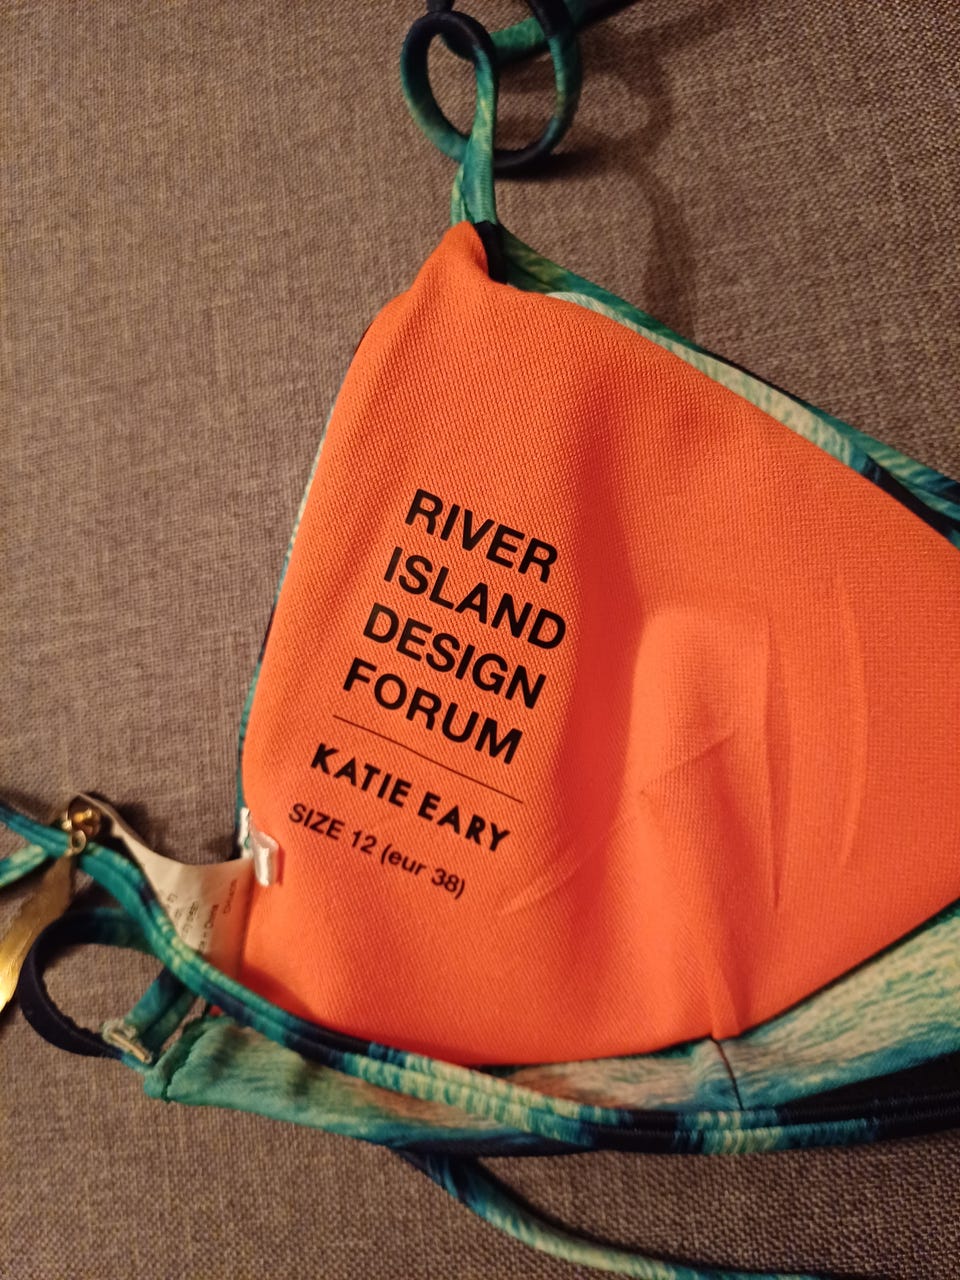 RIVER
ISLAND
DESIGN
FORUM
KATIE EARY
SIZE 12 (eur 38)